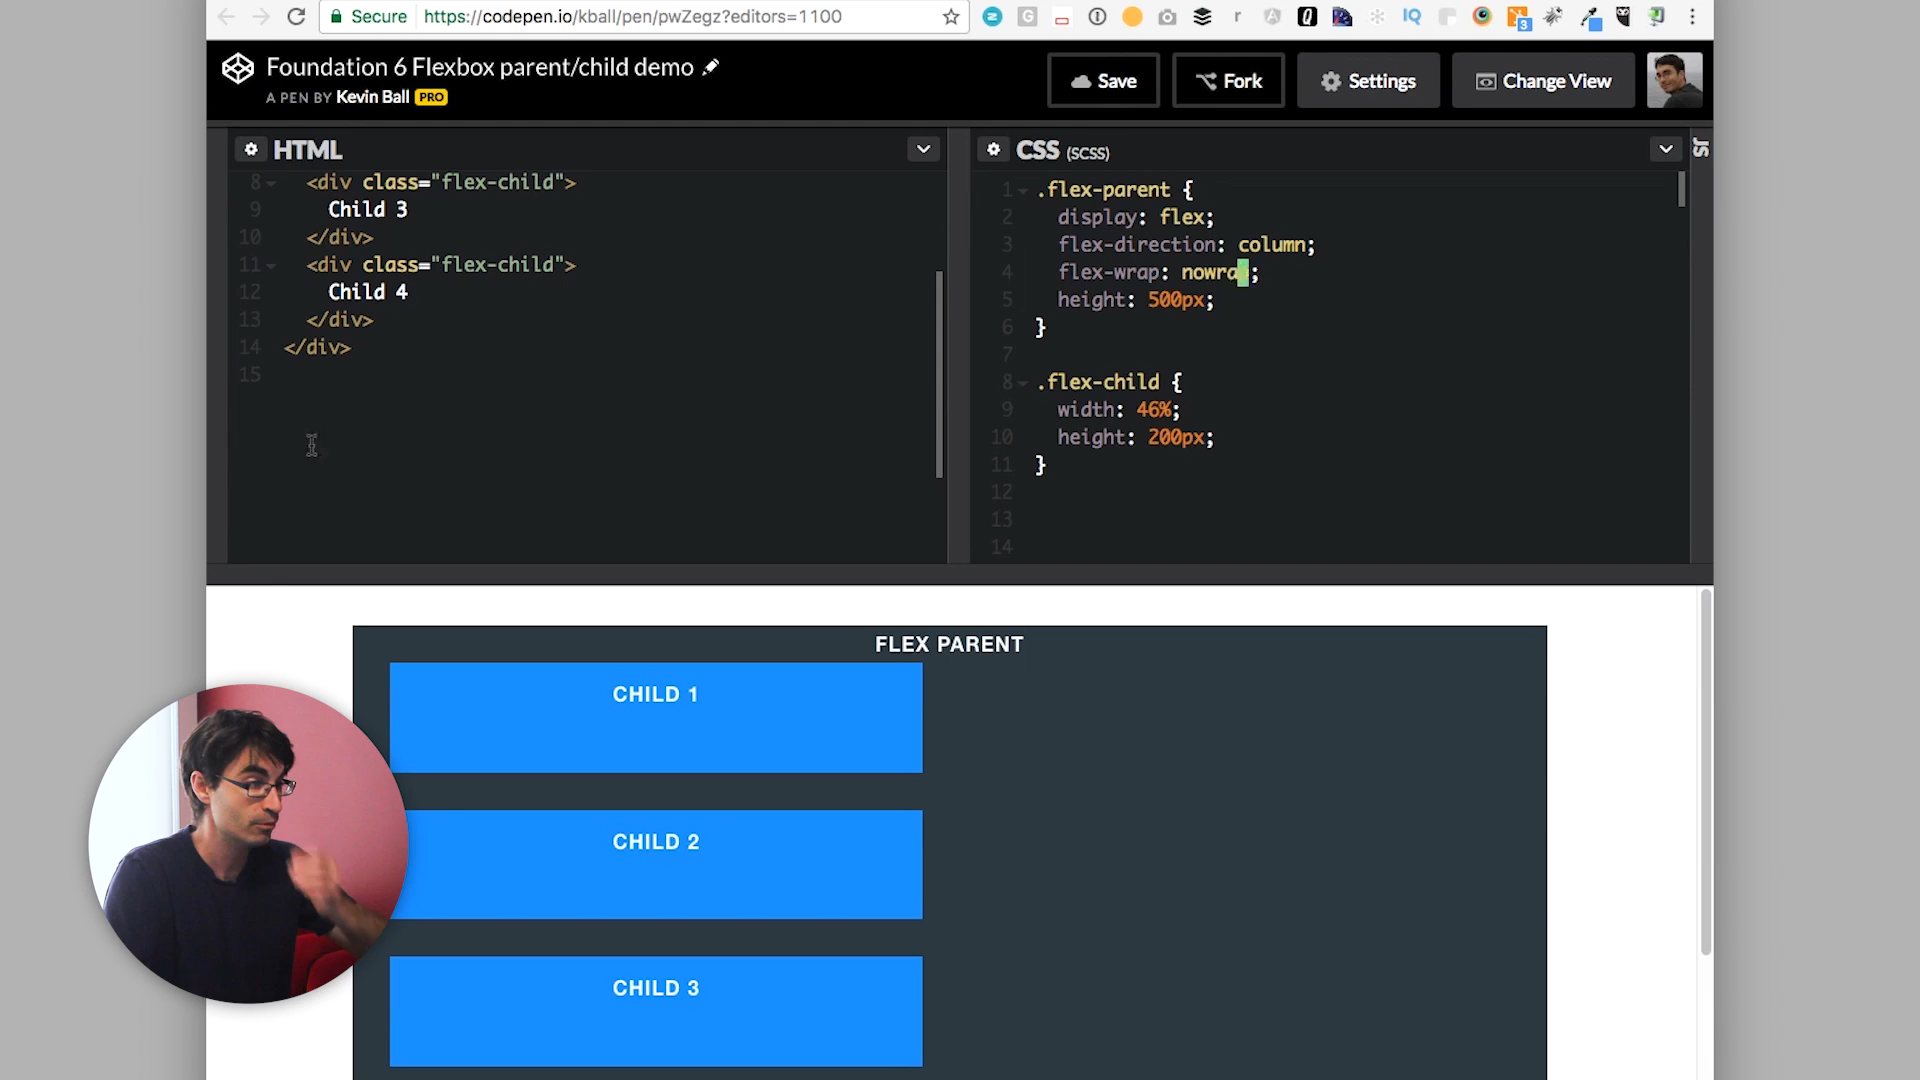 Secure https://codepen.io/kball/pen/pwZegz?editors=1100
Foundation 6 Flexbox parent/child demo
A PEN BY Kevin Ball PRO
Save
Fork
Settings
Change View
HTML
8 <div class="flex-child">
9 Child 3
10 </div>
11 <div class="flex-child">
12 Child 4
13 </div>
14 </div>
15
CSS (SCSS)
JS
1 .flex-parent {
2 display: flex;
3 flex-direction: column;
4 flex-wrap: nowrap;
5 height: 500px;
6 }
7
8 .flex-child {
9 width: 46%;
10 height: 200px;
11 }
12
13
14
FLEX PARENT
CHILD 1
CHILD 2
CHILD 3